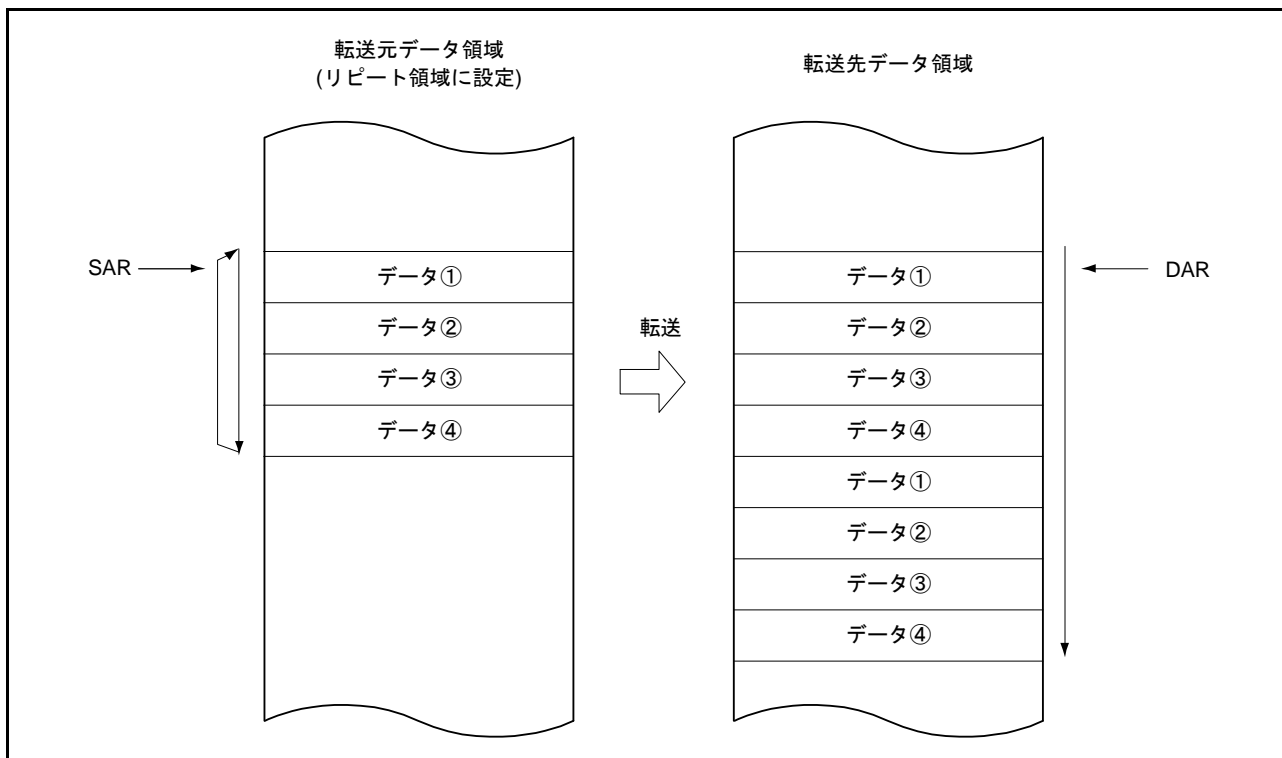 転送元データ領域
(リピート領域に設定)
転送先データ領域
SAR
データ①
データ②
データ③
データ④
転送
データ①
データ②
データ③
データ④
データ①
データ②
データ③
データ④
DAR